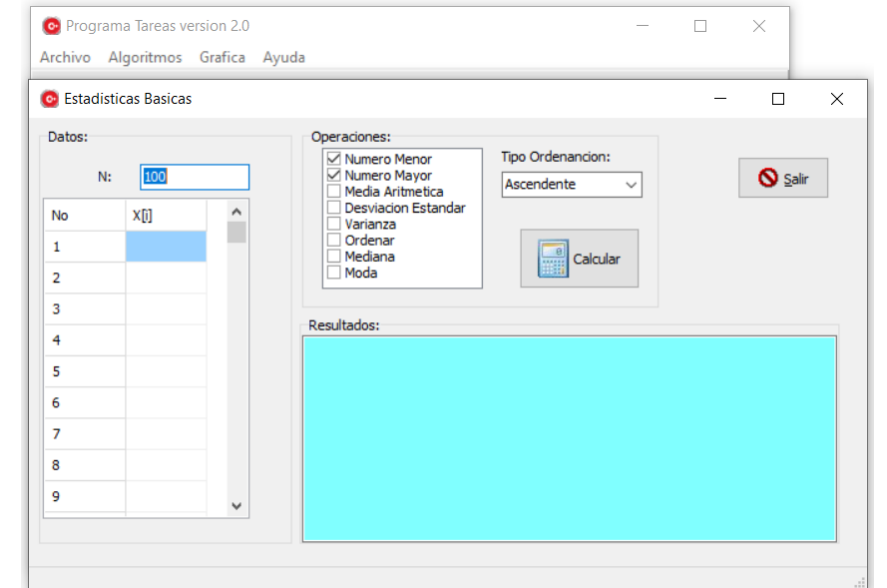 Programa Tareas version 2.0
Archivo Algoritmos Grafica Ayuda
Estadisticas Basicas
Datos:
N: 100
No X[i]
1
2
3
4
5
6
7
8
9
Operaciones:
Numero Menor
Numero Mayor
Media Aritmetica
Desviacion Estandar
Varianza
Ordenar
Mediana
Moda
Tipo Ordenancion:
Ascendente
Calcular
Salir
Resultados: